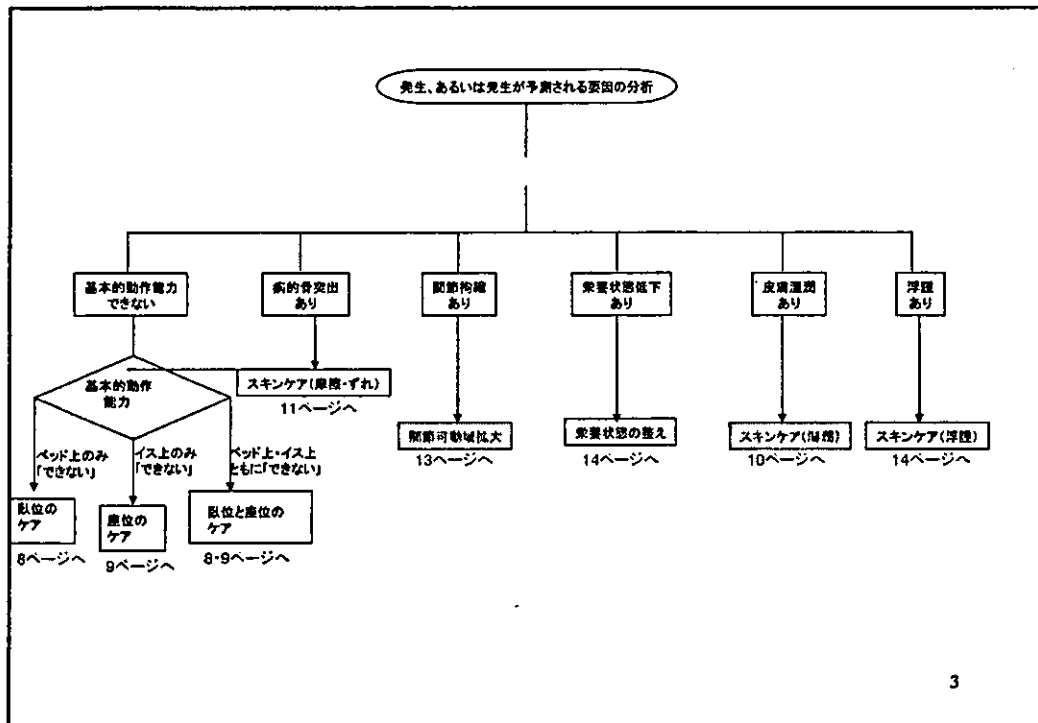 発生、あるいは発生が予測される要因の分析
基本的動作能力
できない
病的骨突出
あり
関節拘縮
あり
栄養状態低下
あり
皮膚湿潤
あり
浮腫
あり
基本的動作
能力
スキンケア(摩擦・ずれ)
11ページへ
関節可動域拡大
13ページへ
栄養状態の整え
14ページへ
スキンケア(湿潤)
10ページへ
スキンケア(浮腫)
14ページへ
ベッド上のみ
「できない」
イス上のみ
「できない」
ベッド上・イス上
ともに「できない」
臥位の
ケア
8ページへ
座位の
ケア
9ページへ
臥位と座位の
ケア
8・9ページへ
3